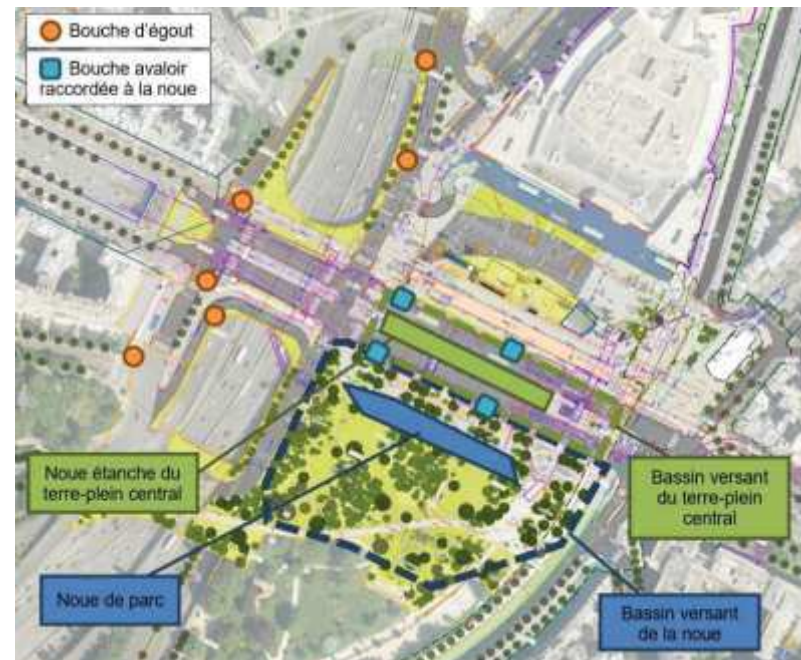 Bouche d'égout
Bouche avaloir
raccordée à la noue
Noue étanche du
terre-plein central
Bassin versant
du terre-plein
central
Noue de parc
Bassin versant
de la noue